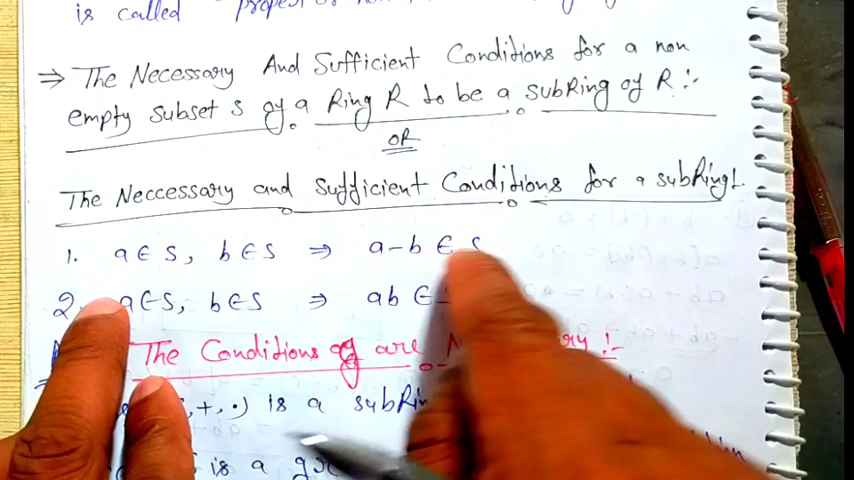 is called
⇒ The Necessary And Sufficient Conditions for a non
empty subset S of a Ring R to be a subRing of R :-
OR
The Neccessary and sufficient Conditions for a subRing:-
1. a ∈ S, b ∈ S ⇒ a-b ∈ S
2. a ∈ S, b ∈ S ⇒ ab ∈
The Conditions of are :-
, +, ·) is a subRin
is a